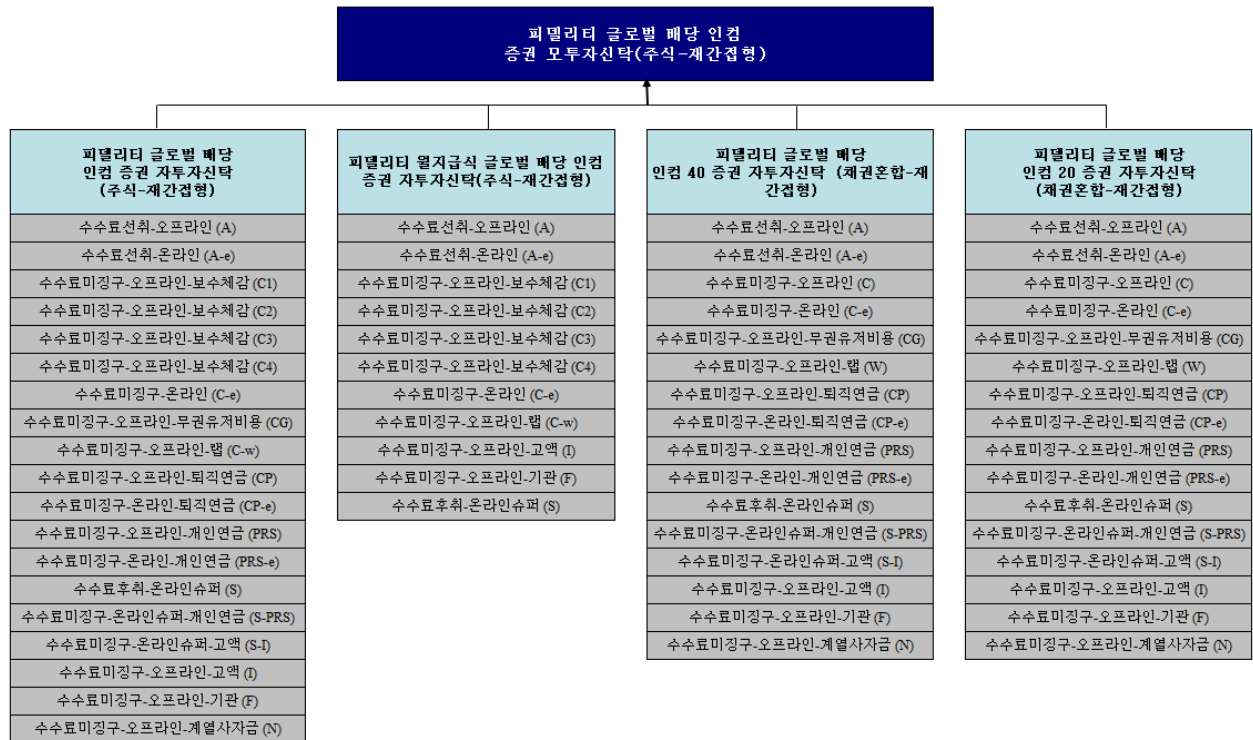 피델리티 글로벌 배당 인컴
증권 모투자신탁(주식-재간접형)
피델리티 글로벌 배당
인컴 증권 자투자신탁
(주식-재간접형)
수수료선취-오프라인 (A)
수수료선취-온라인 (A-e)
수수료미징구-오프라인-보수체감 (C1)
수수료미징구-오프라인-보수체감 (C2)
수수료미징구-오프라인-보수체감 (C3)
수수료미징구-오프라인-보수체감 (C4)
수수료미징구-온라인 (C-e)
수수료미징구-오프라인-무권유저비용 (CG)
수수료미징구-오프라인-랩 (C-w)
수수료미징구-오프라인-퇴직연금 (CP)
수수료미징구-온라인-퇴직연금 (CP-e)
수수료미징구-오프라인-개인연금 (PRS)
수수료미징구-온라인-개인연금 (PRS-e)
수수료후취-온라인슈퍼 (S)
수수료미징구-온라인슈퍼-개인연금 (S-PRS)
수수료미징구-온라인슈퍼-고액 (S-I)
수수료미징구-오프라인-고액 (I)
수수료미징구-오프라인-기관 (F)
수수료미징구-오프라인-계열사자금 (N)
피델리티 월지급식 글로벌 배당 인컴
증권 자투자신탁(주식-재간접형)
수수료선취-오프라인 (A)
수수료선취-온라인 (A-e)
수수료미징구-오프라인-보수체감 (C1)
수수료미징구-오프라인-보수체감 (C2)
수수료미징구-오프라인-보수체감 (C3)
수수료미징구-오프라인-보수체감 (C4)
수수료미징구-온라인 (C-e)
수수료미징구-오프라인-랩 (C-w)
수수료미징구-오프라인-고액 (I)
수수료미징구-오프라인-기관 (F)
수수료후취-온라인슈퍼 (S)
피델리티 글로벌 배당
인컴 40 증권 자투자신탁 (채권혼합-재
간접형)
수수료선취-오프라인 (A)
수수료선취-온라인 (A-e)
수수료미징구-오프라인 (C)
수수료미징구-온라인 (C-e)
수수료미징구-오프라인-무권유저비용 (CG)
수수료미징구-오프라인-랩 (W)
수수료미징구-오프라인-퇴직연금 (CP)
수수료미징구-온라인-퇴직연금 (CP-e)
수수료미징구-오프라인-개인연금 (PRS)
수수료미징구-온라인-개인연금 (PRS-e)
수수료후취-온라인슈퍼 (S)
수수료미징구-온라인슈퍼-개인연금 (S-PRS)
수수료미징구-온라인슈퍼-고액 (S-I)
수수료미징구-오프라인-고액 (I)
수수료미징구-오프라인-기관 (F)
수수료미징구-오프라인-계열사자금 (N)
피델리티 글로벌 배당
인컴 20 증권 자투자신탁
(채권혼합-재간접형)
수수료선취-오프라인 (A)
수수료선취-온라인 (A-e)
수수료미징구-오프라인 (C)
수수료미징구-온라인 (C-e)
수수료미징구-오프라인-무권유저비용 (CG)
수수료미징구-오프라인-랩 (W)
수수료미징구-오프라인-퇴직연금 (CP)
수수료미징구-온라인-퇴직연금 (CP-e)
수수료미징구-오프라인-개인연금 (PRS)
수수료미징구-온라인-개인연금 (PRS-e)
수수료후취-온라인슈퍼 (S)
수수료미징구-온라인슈퍼-개인연금 (S-PRS)
수수료미징구-온라인슈퍼-고액 (S-I)
수수료미징구-오프라인-고액 (I)
수수료미징구-오프라인-기관 (F)
수수료미징구-오프라인-계열사자금 (N)